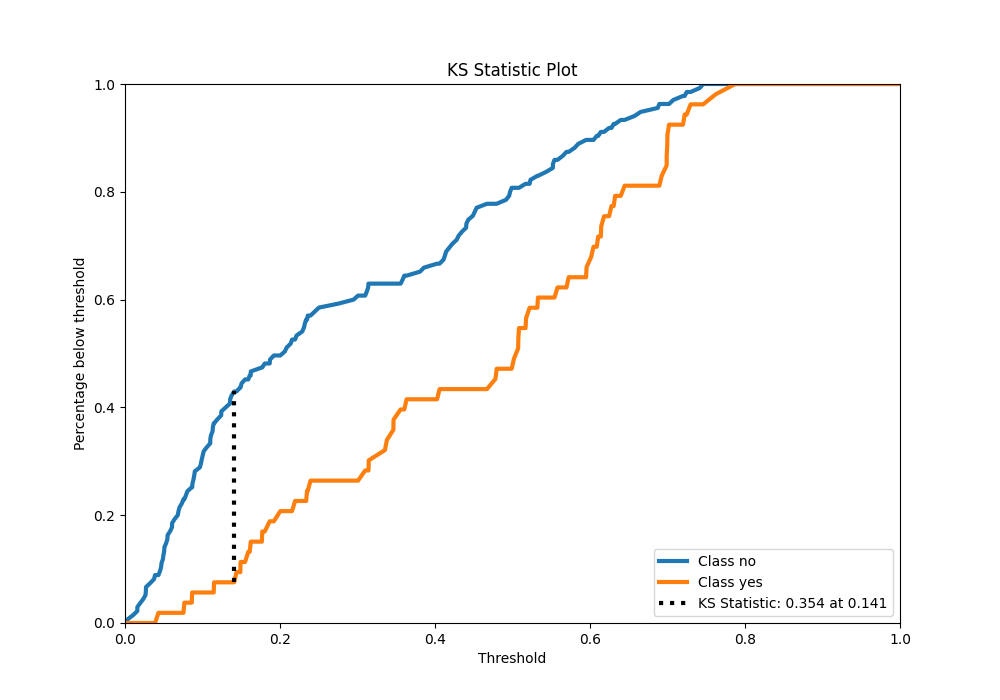 KS Statistic Plot
1.0
0.8
0.6
0.4
0.2
0.0
Percentage below threshold
0.0 0.2 0.4 0.6 0.8 1.0
Threshold
Class no
Class yes
KS Statistic: 0.354 at 0.141